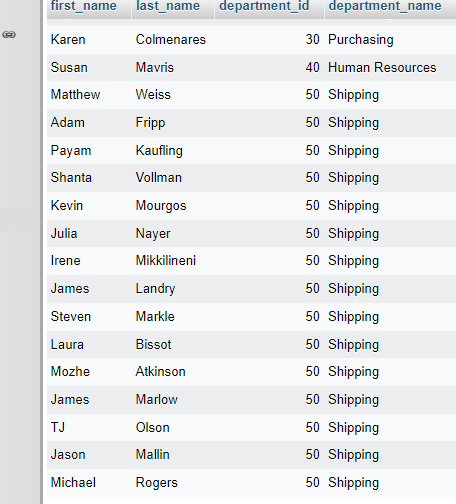 first_name last_name department_id department_name
Karen Colmenares 30 Purchasing
Susan Mavris 40 Human Resources
Matthew Weiss 50 Shipping
Adam Fripp 50 Shipping
Payam Kaufling 50 Shipping
Shanta Vollman 50 Shipping
Kevin Mourgos 50 Shipping
Julia Nayer 50 Shipping
Irene Mikkilineni 50 Shipping
James Landry 50 Shipping
Steven Markle 50 Shipping
Laura Bissot 50 Shipping
Mozhe Atkinson 50 Shipping
James Marlow 50 Shipping
TJ Olson 50 Shipping
Jason Mallin 50 Shipping
Michael Rogers 50 Shipping